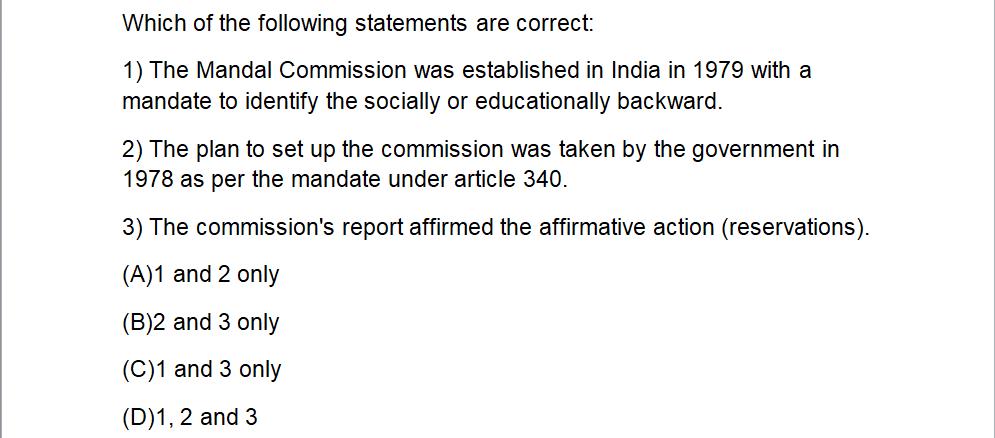 Which of the following statements are correct:
1) The Mandal Commission was established in India in 1979 with a
mandate to identify the socially or educationally backward.
2) The plan to set up the commission was taken by the government in
1978 as per the mandate under article 340.
3) The commission's report affirmed the affirmative action (reservations).
(A)1 and 2 only
(B)2 and 3 only
(C)1 and 3 only
(D)1, 2 and 3